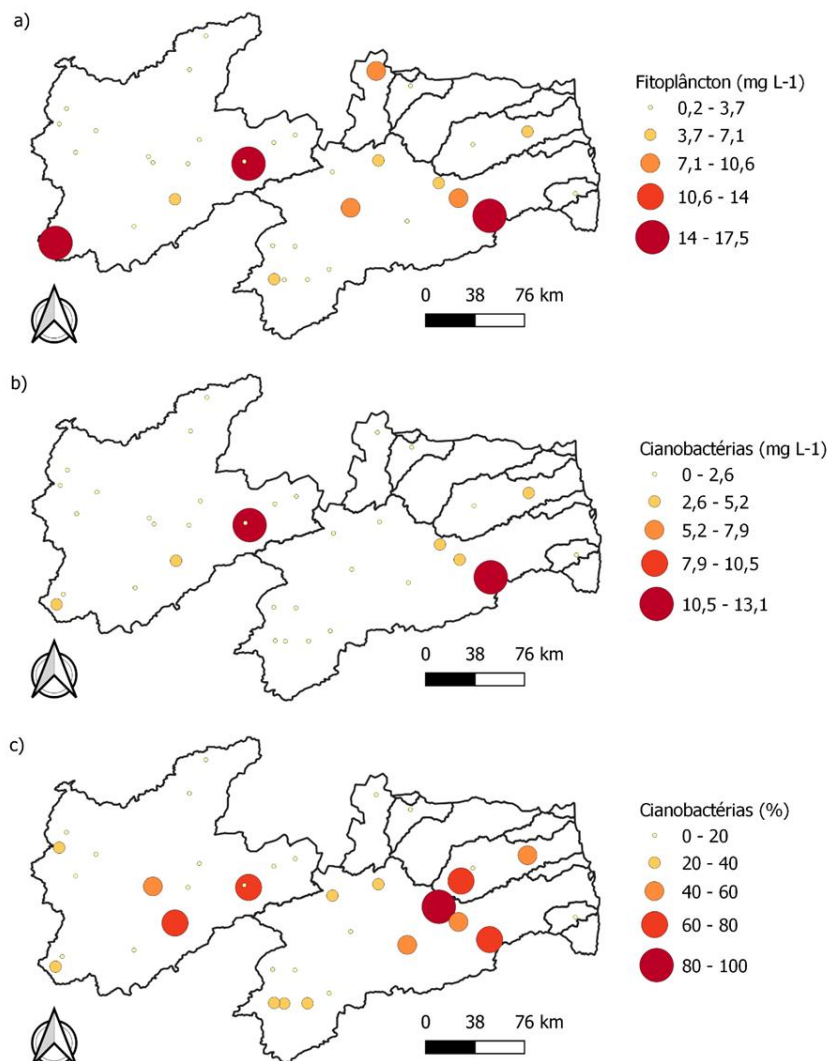 a)
Fitoplâncton (mg L-1)
0,2 - 3,7
3,7 - 7,1
7,1 - 10,6
10,6 - 14
14 - 17,5
0 38 76 km
b)
Cianobactérias (mg L-1)
0 - 2,6
2,6 - 5,2
5,2 - 7,9
7,9 - 10,5
10,5 - 13,1
0 38 76 km
c)
Cianobactérias (%)
0 - 20
20 - 40
40 - 60
60 - 80
80 - 100
0 38 76 km